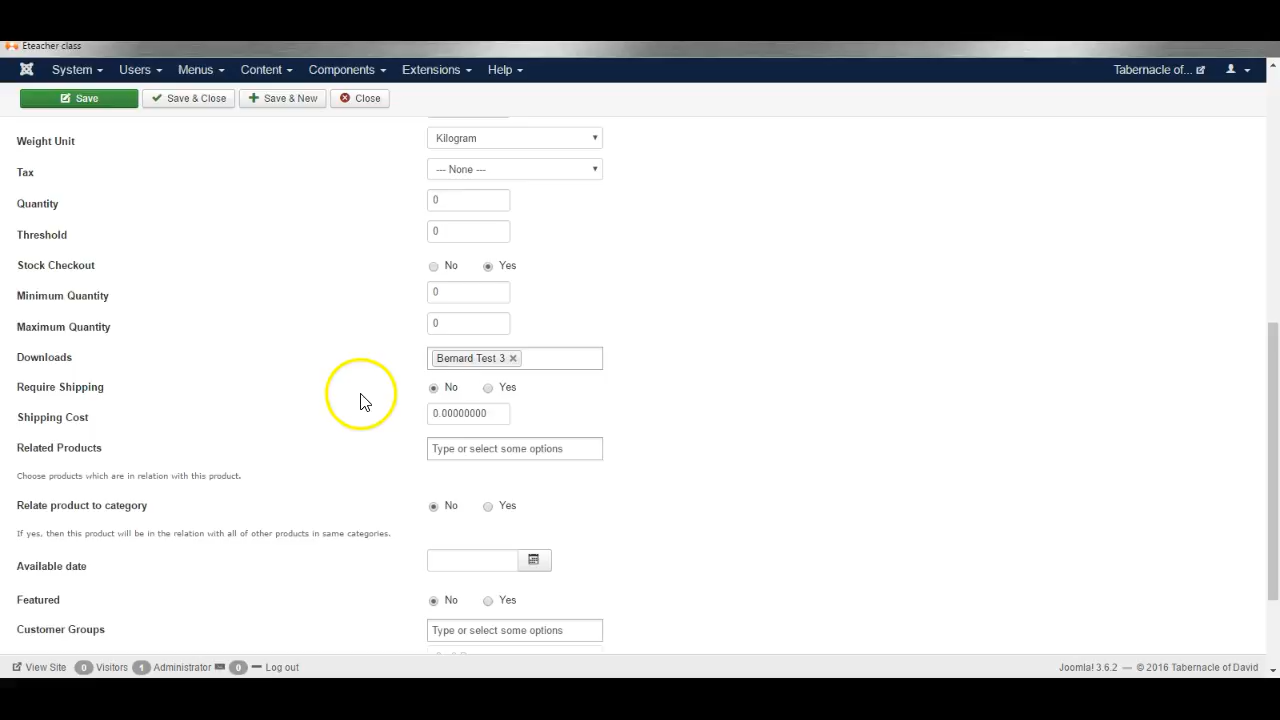 Eteacher class
System Users Menus Content Components Extensions Help Tabernacle of...
Save Save & Close Save & New Close
Weight Unit Kilogram
Tax --- None ---
Quantity 0
Threshold 0
Stock Checkout No Yes
Minimum Quantity 0
Maximum Quantity 0
Downloads Bernard Test 3
Require Shipping No Yes
Shipping Cost 0.00000000
Related Products Type or select some options
Choose products which are in relation with this product.
Relate product to category No Yes
If yes, then this product will be in the relation with all of other products in same categories.
Available date
Featured No Yes
Customer Groups Type or select some options
View Site 0 Visitors 1 Administrator 0 Log out Joomla! 3.6.2 — © 2016 Tabernacle of David